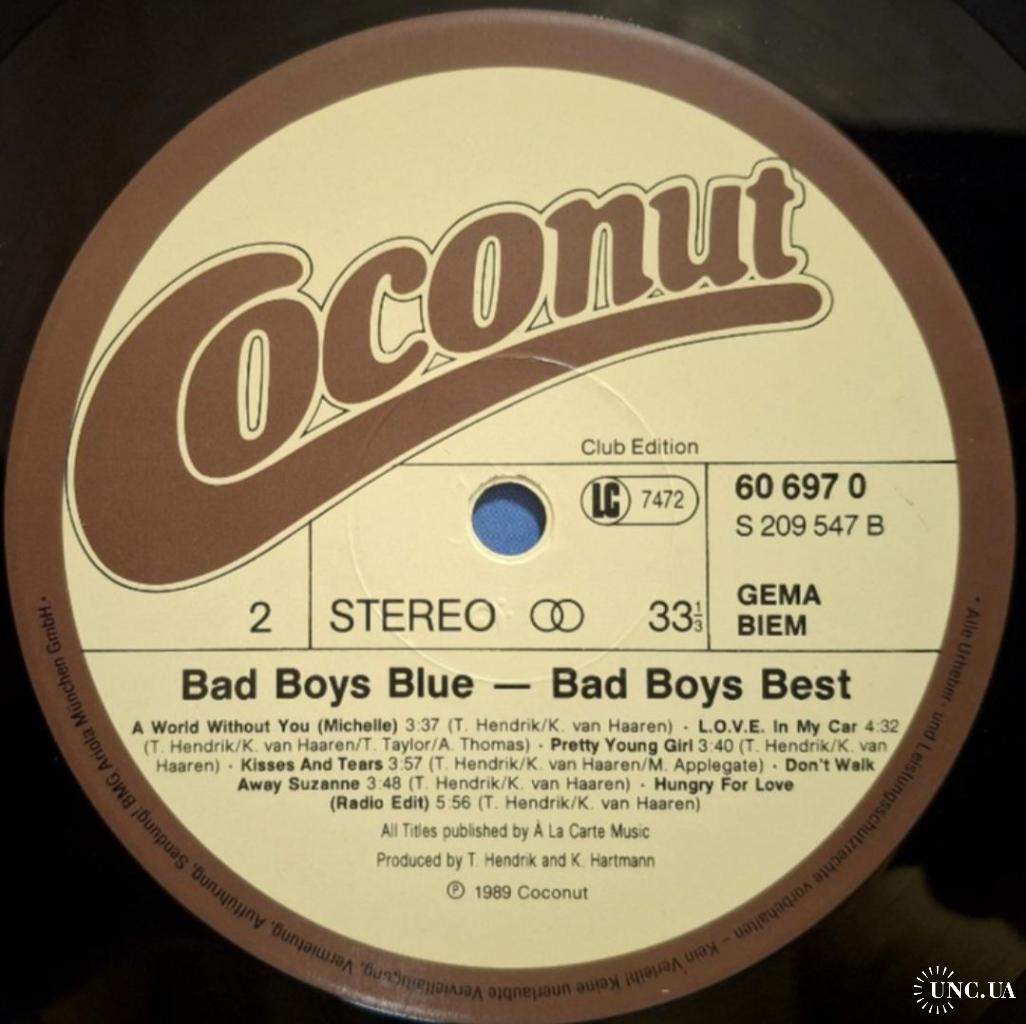 Coconut
Club Edition
LC 7472
60 697 0
S 209 547 B
2
STEREO
33⅓
GEMA
BIEM
Bad Boys Blue — Bad Boys Best
A World Without You (Michelle) 3:37 (T. Hendrik/K. van Haaren) · L.O.V.E. In My Car 4:32
(T. Hendrik/K. van Haaren/T. Taylor/A. Thomas) · Pretty Young Girl 3:40 (T. Hendrik/K. van
Haaren) · Kisses And Tears 3:57 (T. Hendrik/K. van Haaren/M. Applegate) · Don't Walk
Away Suzanne 3:48 (T. Hendrik/K. van Haaren) · Hungry For Love
(Radio Edit) 5:56 (T. Hendrik/K. van Haaren)
All Titles published by À La Carte Music
Produced by T. Hendrik and K. Hartmann
Ⓟ 1989 Coconut
• Alle Urheber- und Leistungsschutzrechte vorbehalten – Kein Verleih! Keine unerlaubte Vervielfältigung, Vermietung, Aufführung, Sendung! BMG Ariola München GmbH •
UNC.UA